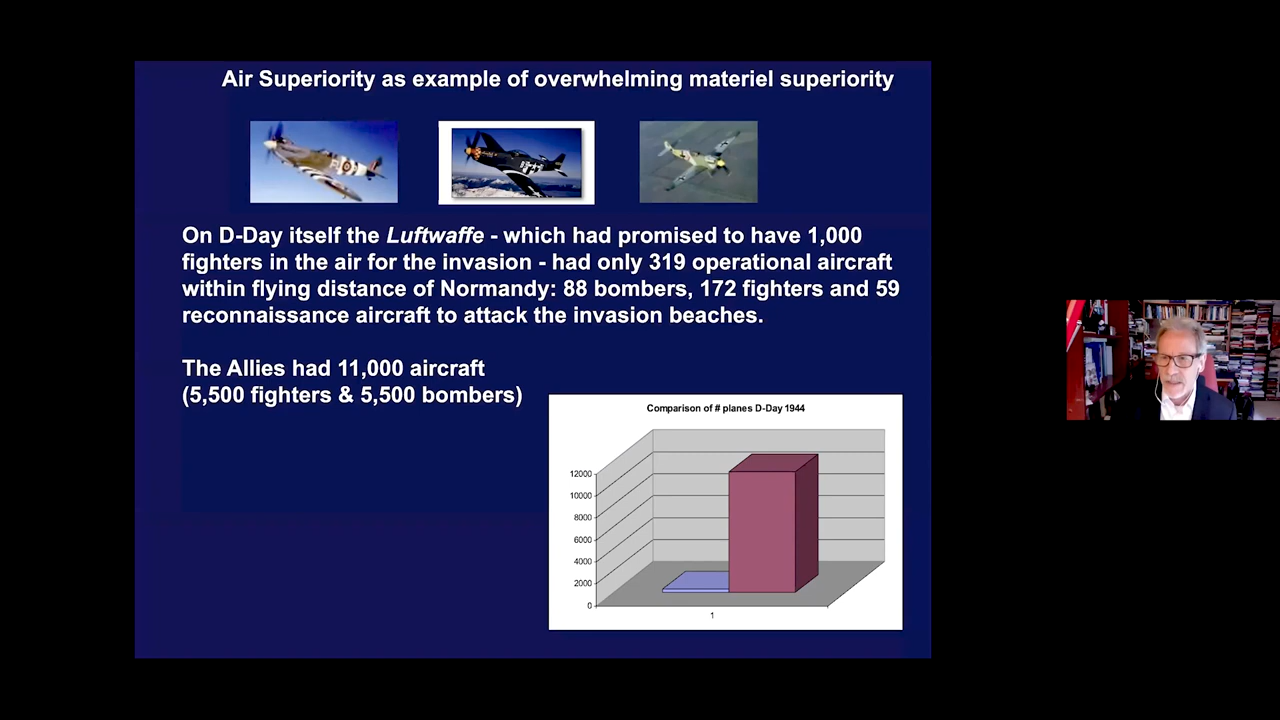 Air Superiority as example of overwhelming materiel superiority
On D-Day itself the Luftwaffe - which had promised to have 1,000
fighters in the air for the invasion - had only 319 operational aircraft
within flying distance of Normandy: 88 bombers, 172 fighters and 59
reconnaissance aircraft to attack the invasion beaches.
The Allies had 11,000 aircraft
(5,500 fighters & 5,500 bombers)
Comparison of # planes D-Day 1944
12000
10000
8000
6000
4000
2000
0
1